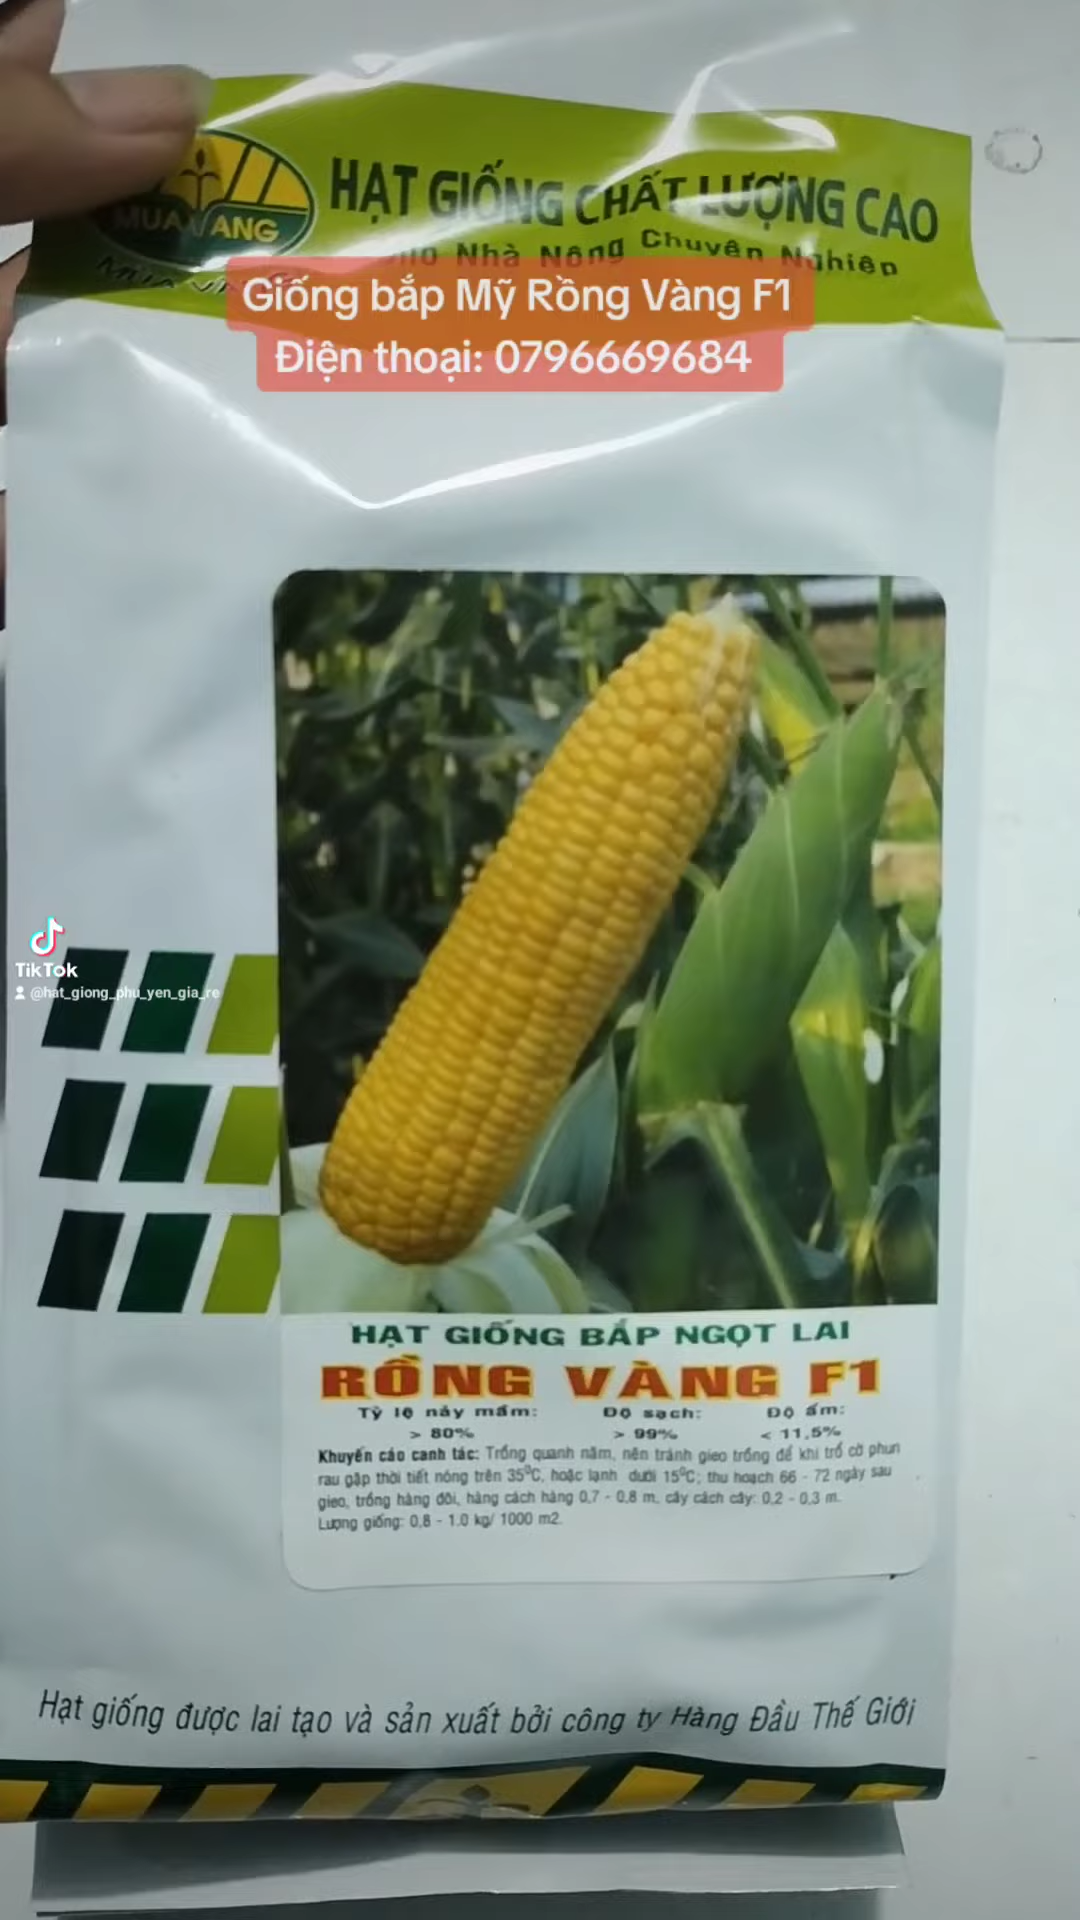 HẠT GIỐNG CHẤT LƯỢNG CAO
Nhà Nông Chuyên Nghiệp
MUA VANG
Giống bắp Mỹ Rồng Vàng F1
Điện thoại: 0796669684
TikTok
@hat_giong_phu_yen_gia_re
HẠT GIỐNG BẮP NGỌT LAI
RỒNG VÀNG F1
Tỷ lệ nảy mầm: Độ sạch: Độ ẩm:
> 80% > 99% < 11,5%
Khuyến cáo canh tác: Trồng quanh năm, nên tránh gieo trồng để khi trổ cờ phun
rau gặp thời tiết nóng trên 35⁰C, hoặc lạnh dưới 15⁰C; thu hoạch 66 - 72 ngày sau
gieo, trồng hàng đôi, hàng cách hàng 0,7 - 0,8 m, cây cách cây: 0,2 - 0,3 m.
Lượng giống: 0,8 - 1.0 kg/ 1000 m2.
Hạt giống được lai tạo và sản xuất bởi công ty Hàng Đầu Thế Giới